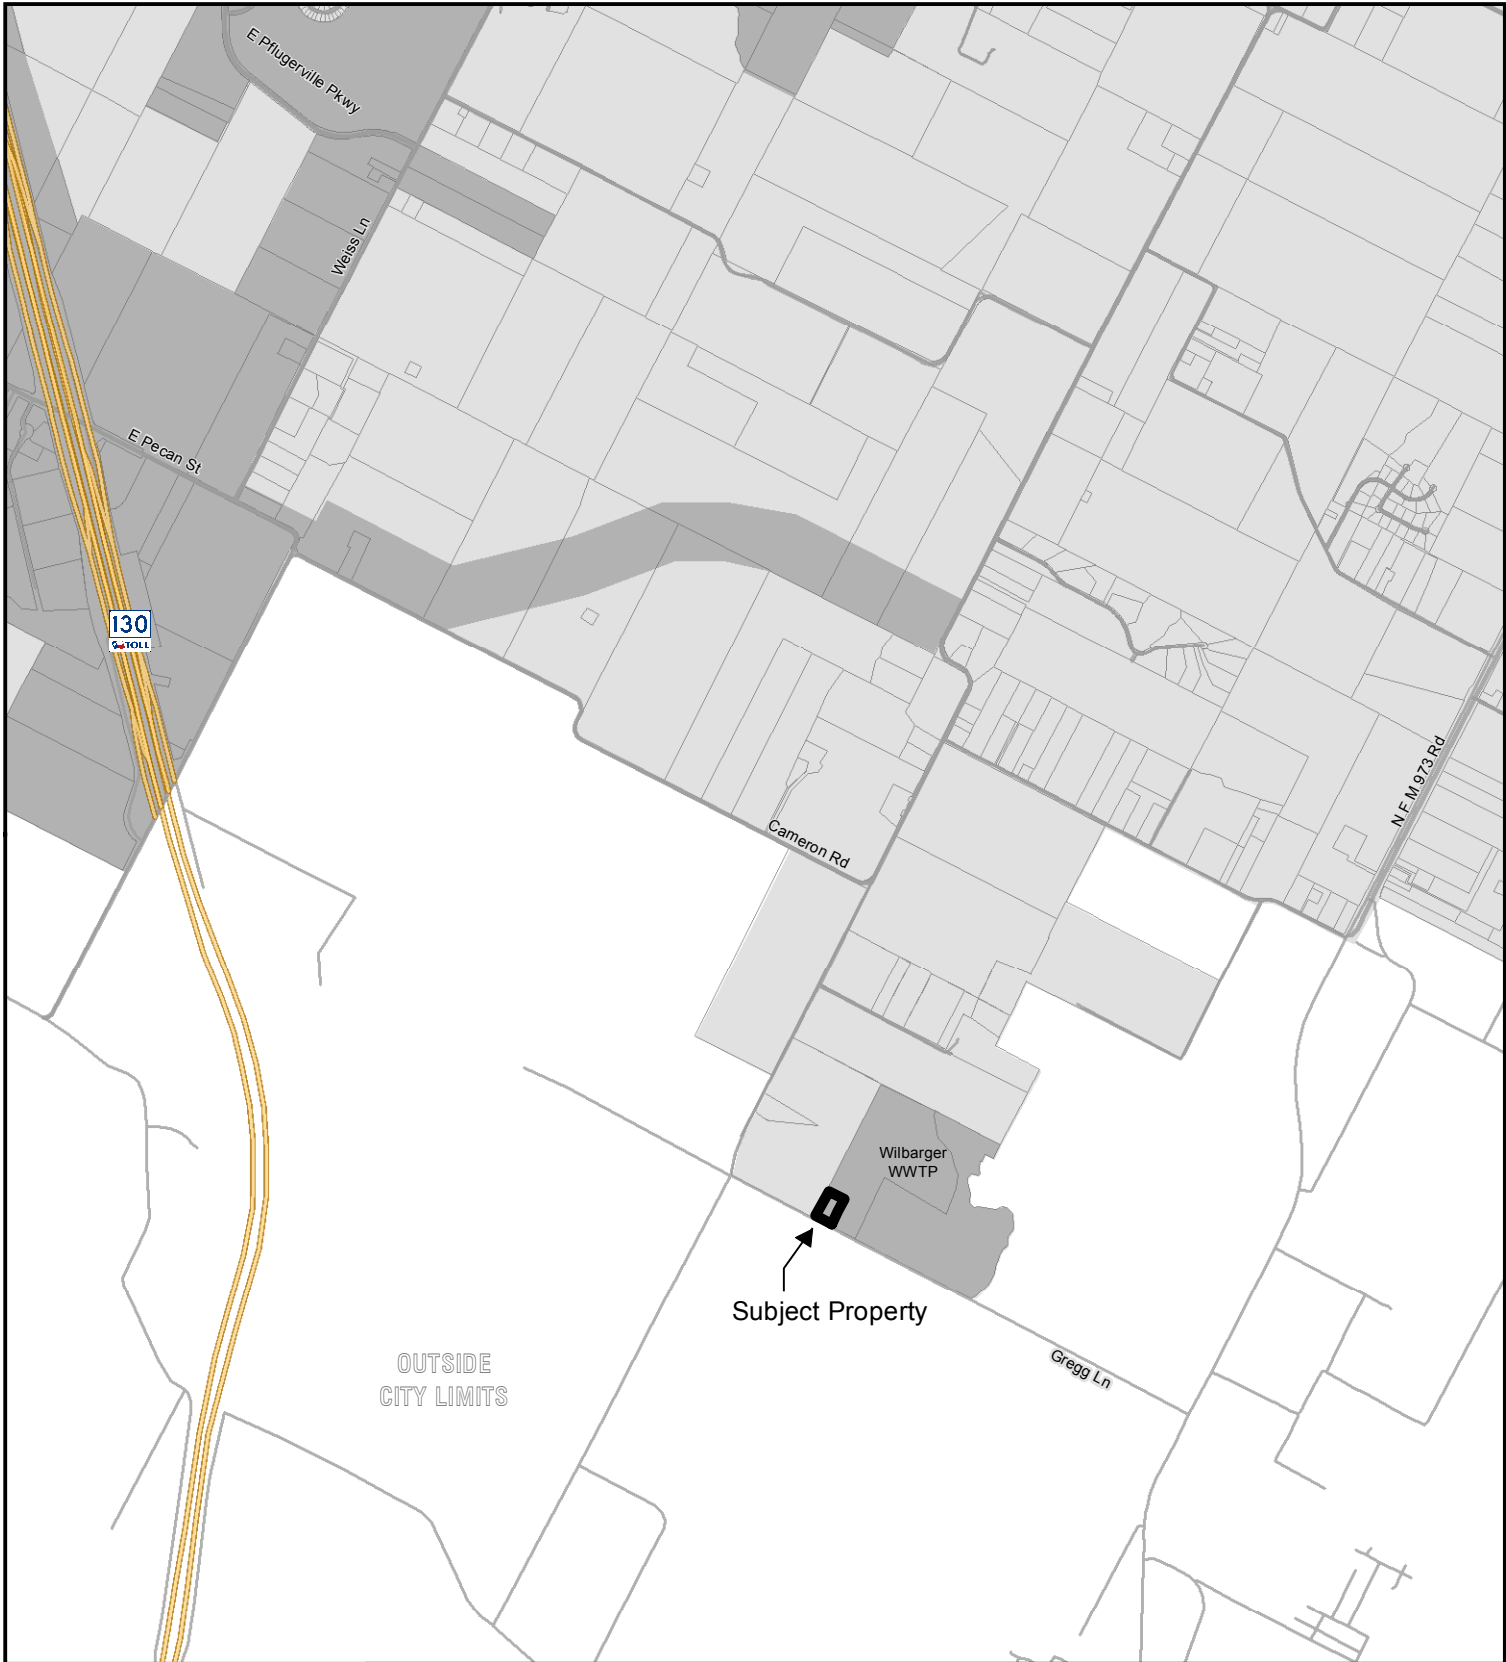 E Pflugerville Pkwy
Weiss Ln
E Pecan St
130
TOLL
N F M 973 Rd
Cameron Rd
Wilbarger
WWTP
Subject Property
Gregg Ln
OUTSIDE
CITY LIMITS